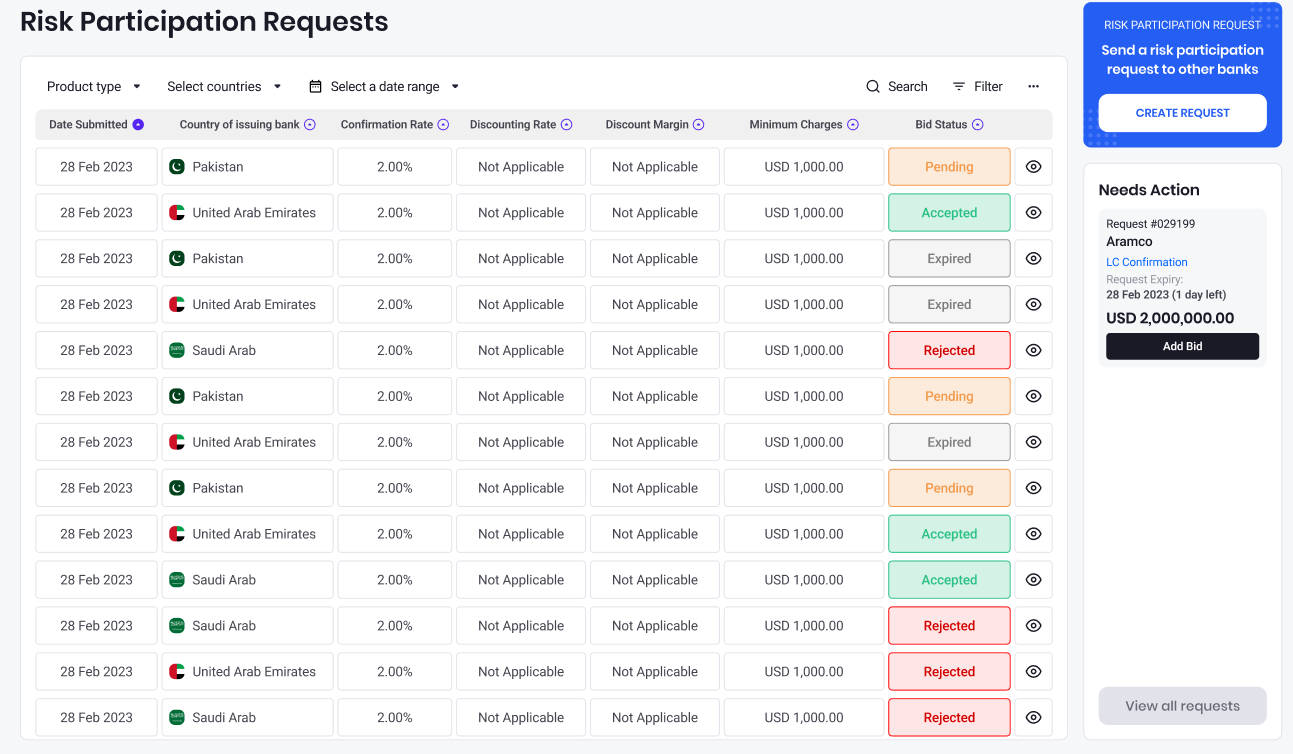 Risk Participation Requests
Product type Select countries Select a date range Search Filter
Date Submitted Country of issuing bank Confirmation Rate Discounting Rate Discount Margin Minimum Charges Bid Status
28 Feb 2023 Pakistan 2.00% Not Applicable Not Applicable USD 1,000.00 Pending
28 Feb 2023 United Arab Emirates 2.00% Not Applicable Not Applicable USD 1,000.00 Accepted
28 Feb 2023 Pakistan 2.00% Not Applicable Not Applicable USD 1,000.00 Expired
28 Feb 2023 United Arab Emirates 2.00% Not Applicable Not Applicable USD 1,000.00 Expired
28 Feb 2023 Saudi Arab 2.00% Not Applicable Not Applicable USD 1,000.00 Rejected
28 Feb 2023 Pakistan 2.00% Not Applicable Not Applicable USD 1,000.00 Pending
28 Feb 2023 United Arab Emirates 2.00% Not Applicable Not Applicable USD 1,000.00 Expired
28 Feb 2023 Pakistan 2.00% Not Applicable Not Applicable USD 1,000.00 Pending
28 Feb 2023 United Arab Emirates 2.00% Not Applicable Not Applicable USD 1,000.00 Accepted
28 Feb 2023 Saudi Arab 2.00% Not Applicable Not Applicable USD 1,000.00 Accepted
28 Feb 2023 Saudi Arab 2.00% Not Applicable Not Applicable USD 1,000.00 Rejected
28 Feb 2023 United Arab Emirates 2.00% Not Applicable Not Applicable USD 1,000.00 Rejected
28 Feb 2023 Saudi Arab 2.00% Not Applicable Not Applicable USD 1,000.00 Rejected
RISK PARTICIPATION REQUEST
Send a risk participation
request to other banks
CREATE REQUEST
Needs Action
Request #029199
Aramco
LC Confirmation
Request Expiry:
28 Feb 2023 (1 day left)
USD 2,000,000.00
Add Bid
View all requests